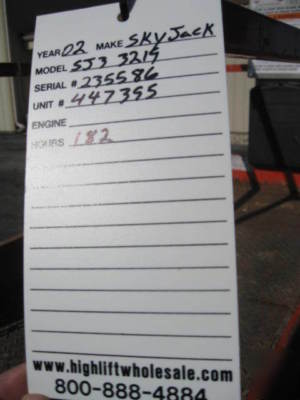 YEAR 02 MAKE SKYJACK
MODEL SJ3 3219
SERIAL # 235586
UNIT # 447395
ENGINE
HOURS 182
www.highliftwholesale.com
800-888-4884